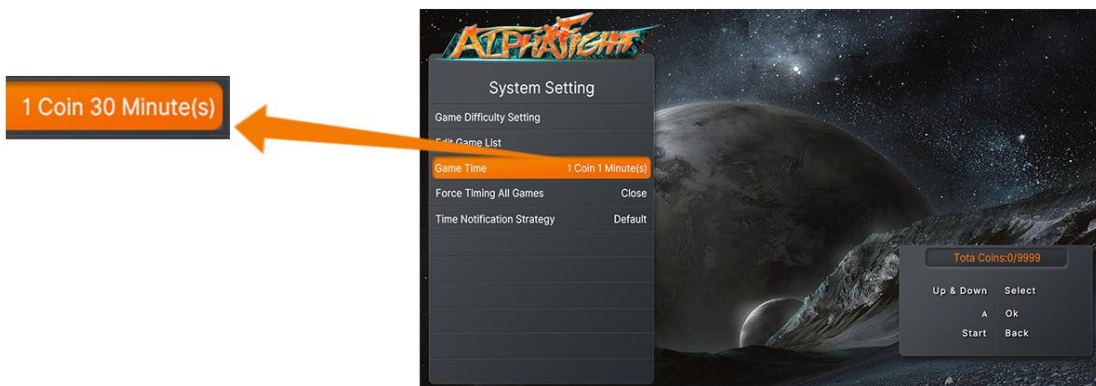 1 Coin 30 Minute(s)
ALPHAFIGHT
System Setting
Game Difficulty Setting
Edit Game List
Game Time 1 Coin 1 Minute(s)
Force Timing All Games Close
Time Notification Strategy Default
Tota Coins:0/9999
Up & Down Select
A Ok
Start Back